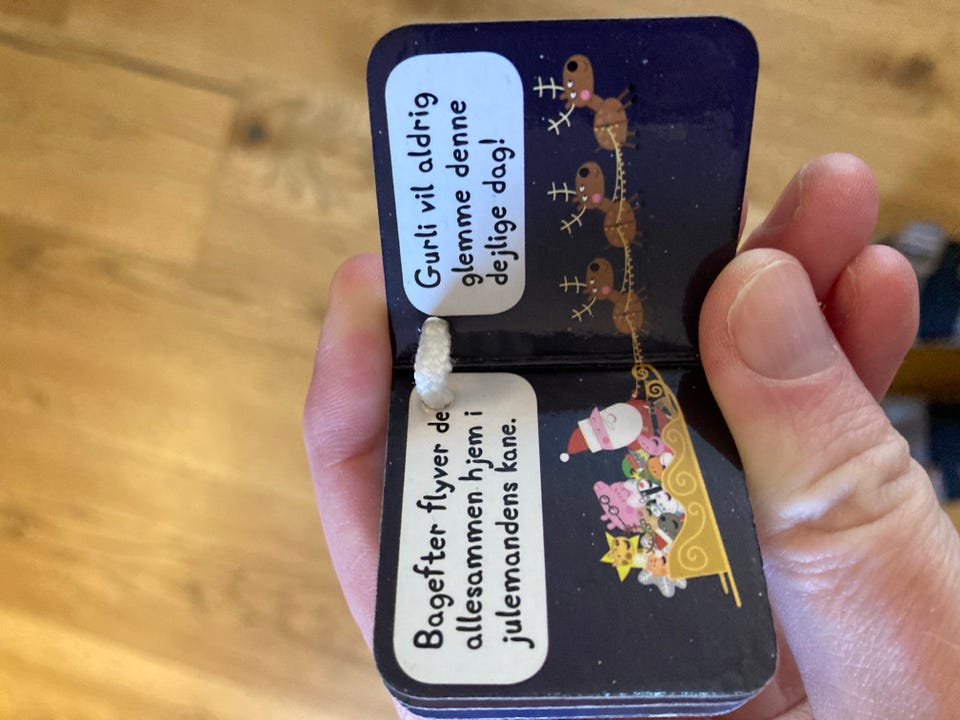 Bagefter flyver de
allesammen hjem i
julemandens kane.
Gurli vil aldrig
glemme denne
dejlige dag!